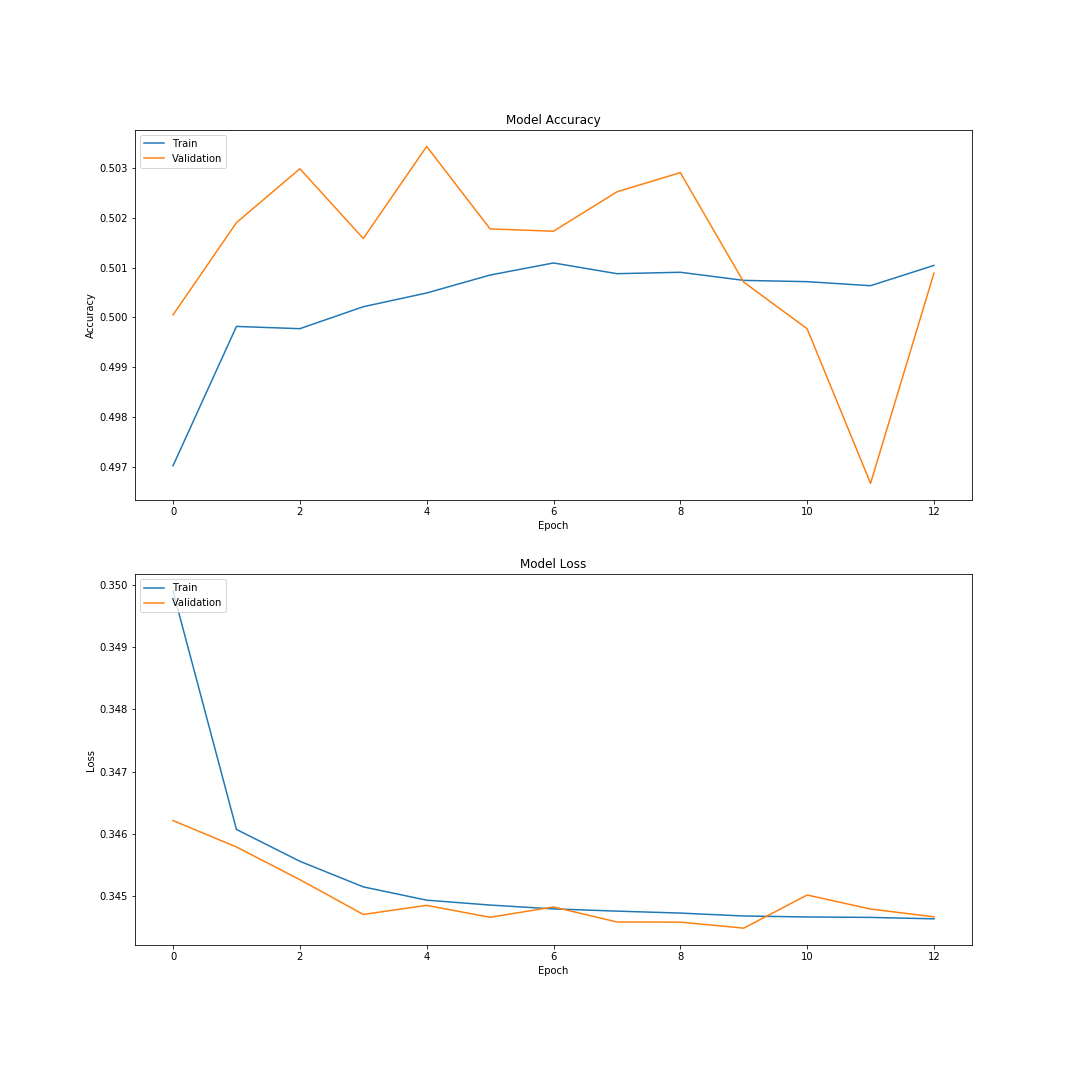 Model Accuracy
Train
Validation
0.503
0.502
0.501
0.500
0.499
0.498
0.497
Accuracy
0 2 4 6 8 10 12
Epoch
Model Loss
Train
Validation
0.350
0.349
0.348
0.347
0.346
0.345
Loss
0 2 4 6 8 10 12
Epoch